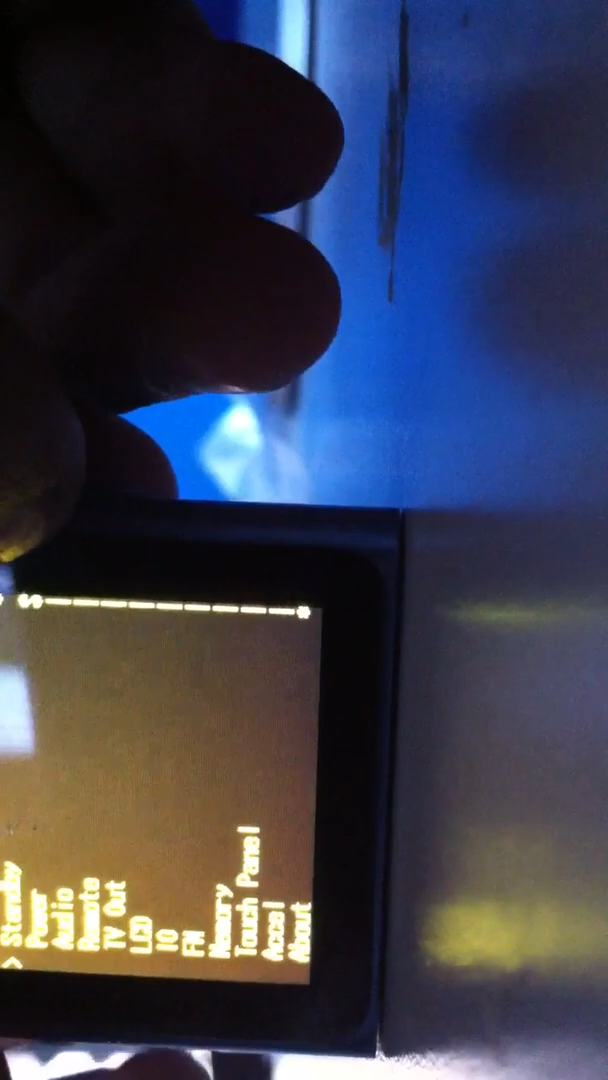 > Standby
Power
Audio
Remote
TV Out
LCD
IO
FM
Memory
Touch Panel
Accel
About